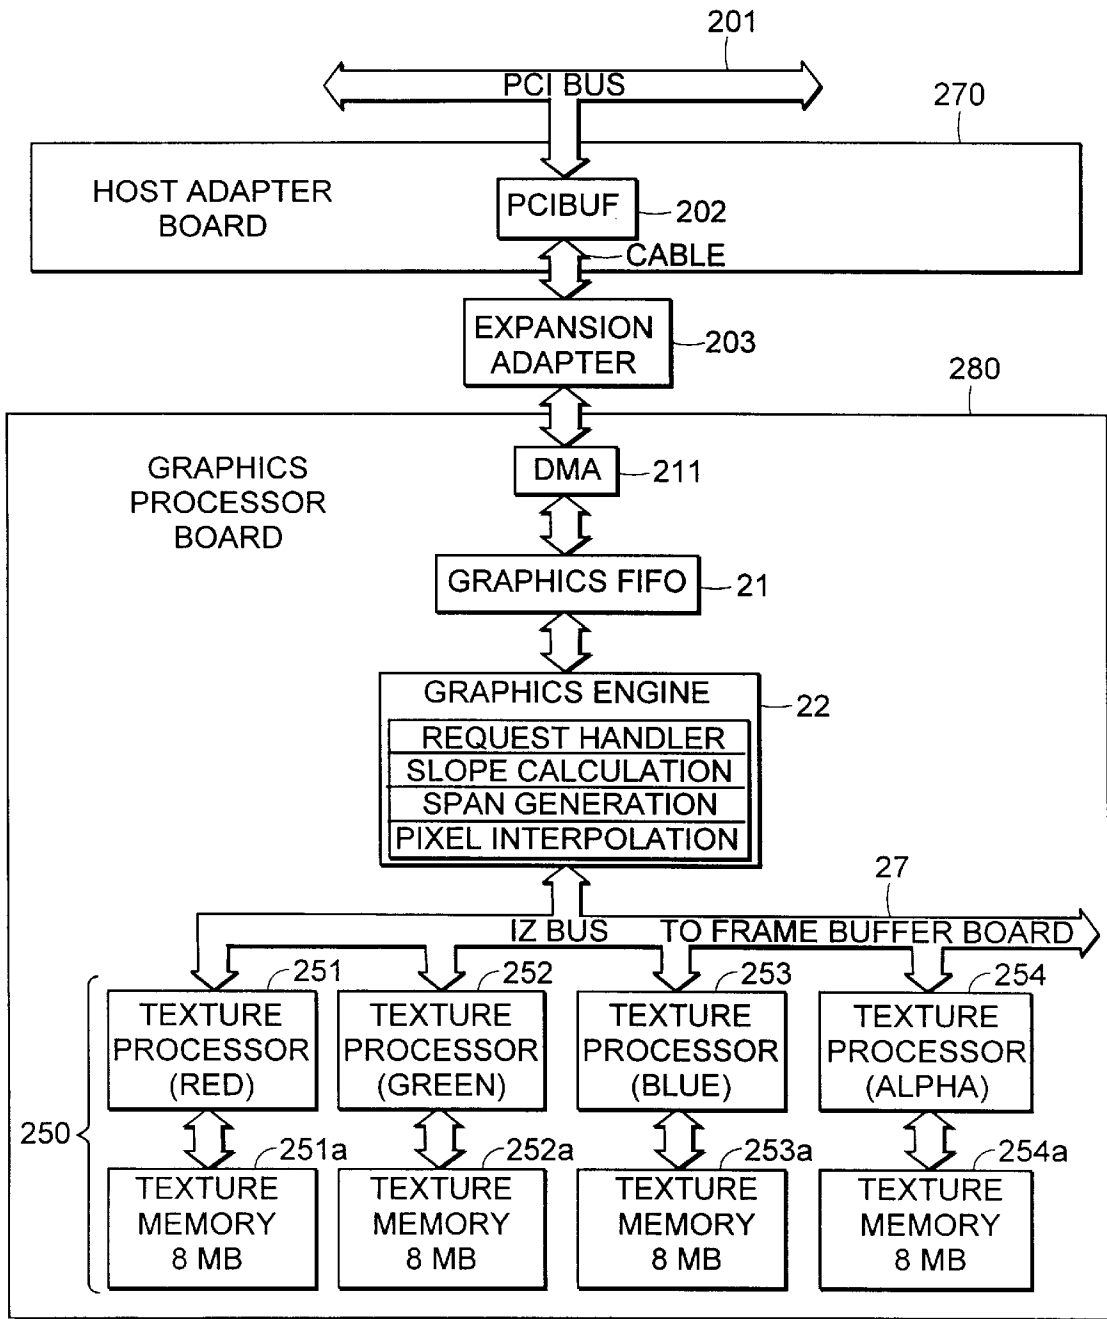 201
PCI BUS
270
HOST ADAPTER
BOARD
PCIBUF
202
CABLE
EXPANSION
ADAPTER
203
280
GRAPHICS
PROCESSOR
BOARD
DMA
211
GRAPHICS FIFO
21
GRAPHICS ENGINE
22
REQUEST HANDLER
SLOPE CALCULATION
SPAN GENERATION
PIXEL INTERPOLATION
27
IZ BUS TO FRAME BUFFER BOARD
251 252 253 254
TEXTURE
PROCESSOR
(RED)
TEXTURE
PROCESSOR
(GREEN)
TEXTURE
PROCESSOR
(BLUE)
TEXTURE
PROCESSOR
(ALPHA)
250
251a 252a 253a 254a
TEXTURE
MEMORY
8 MB
TEXTURE
MEMORY
8 MB
TEXTURE
MEMORY
8 MB
TEXTURE
MEMORY
8 MB